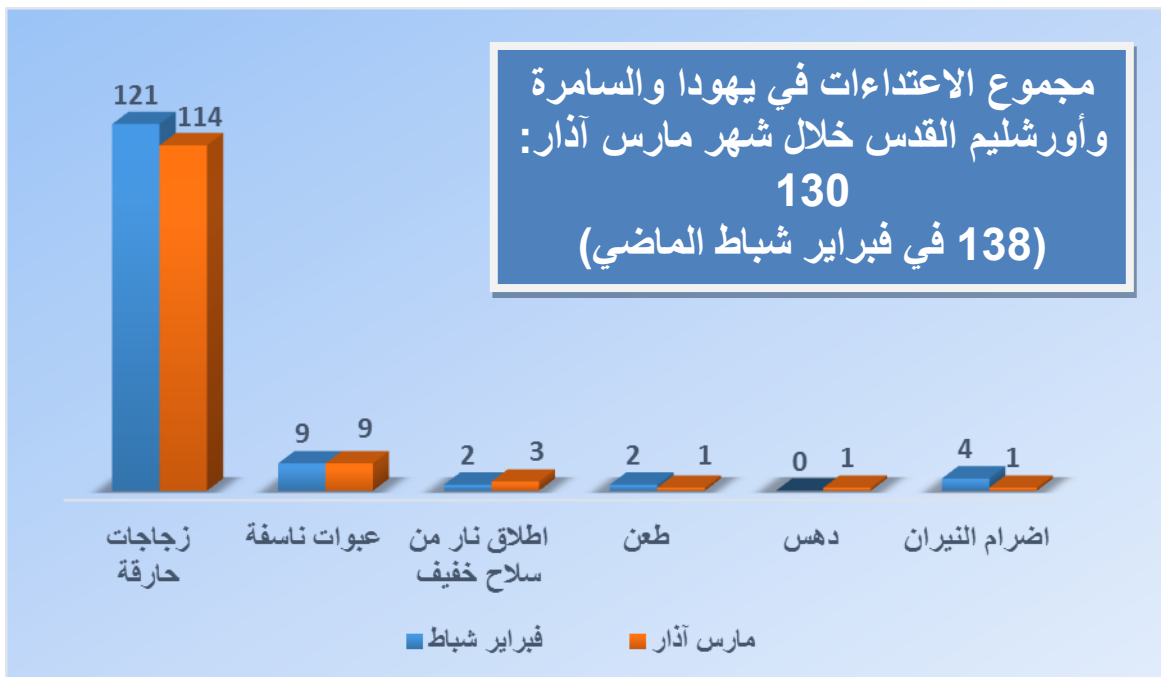 مجموع الاعتداءات في يهودا والسامرة
وأورشليم القدس خلال شهر مارس آذار:
130
(138 في فبراير شباط الماضي)
121
114
9
9
2
3
2
1
0
1
4
1
زجاجات
حارقة
عبوات ناسفة
اطلاق نار من
سلاح خفيف
طعن
دهس
اضرام النيران
فبراير شباط
مارس آذار